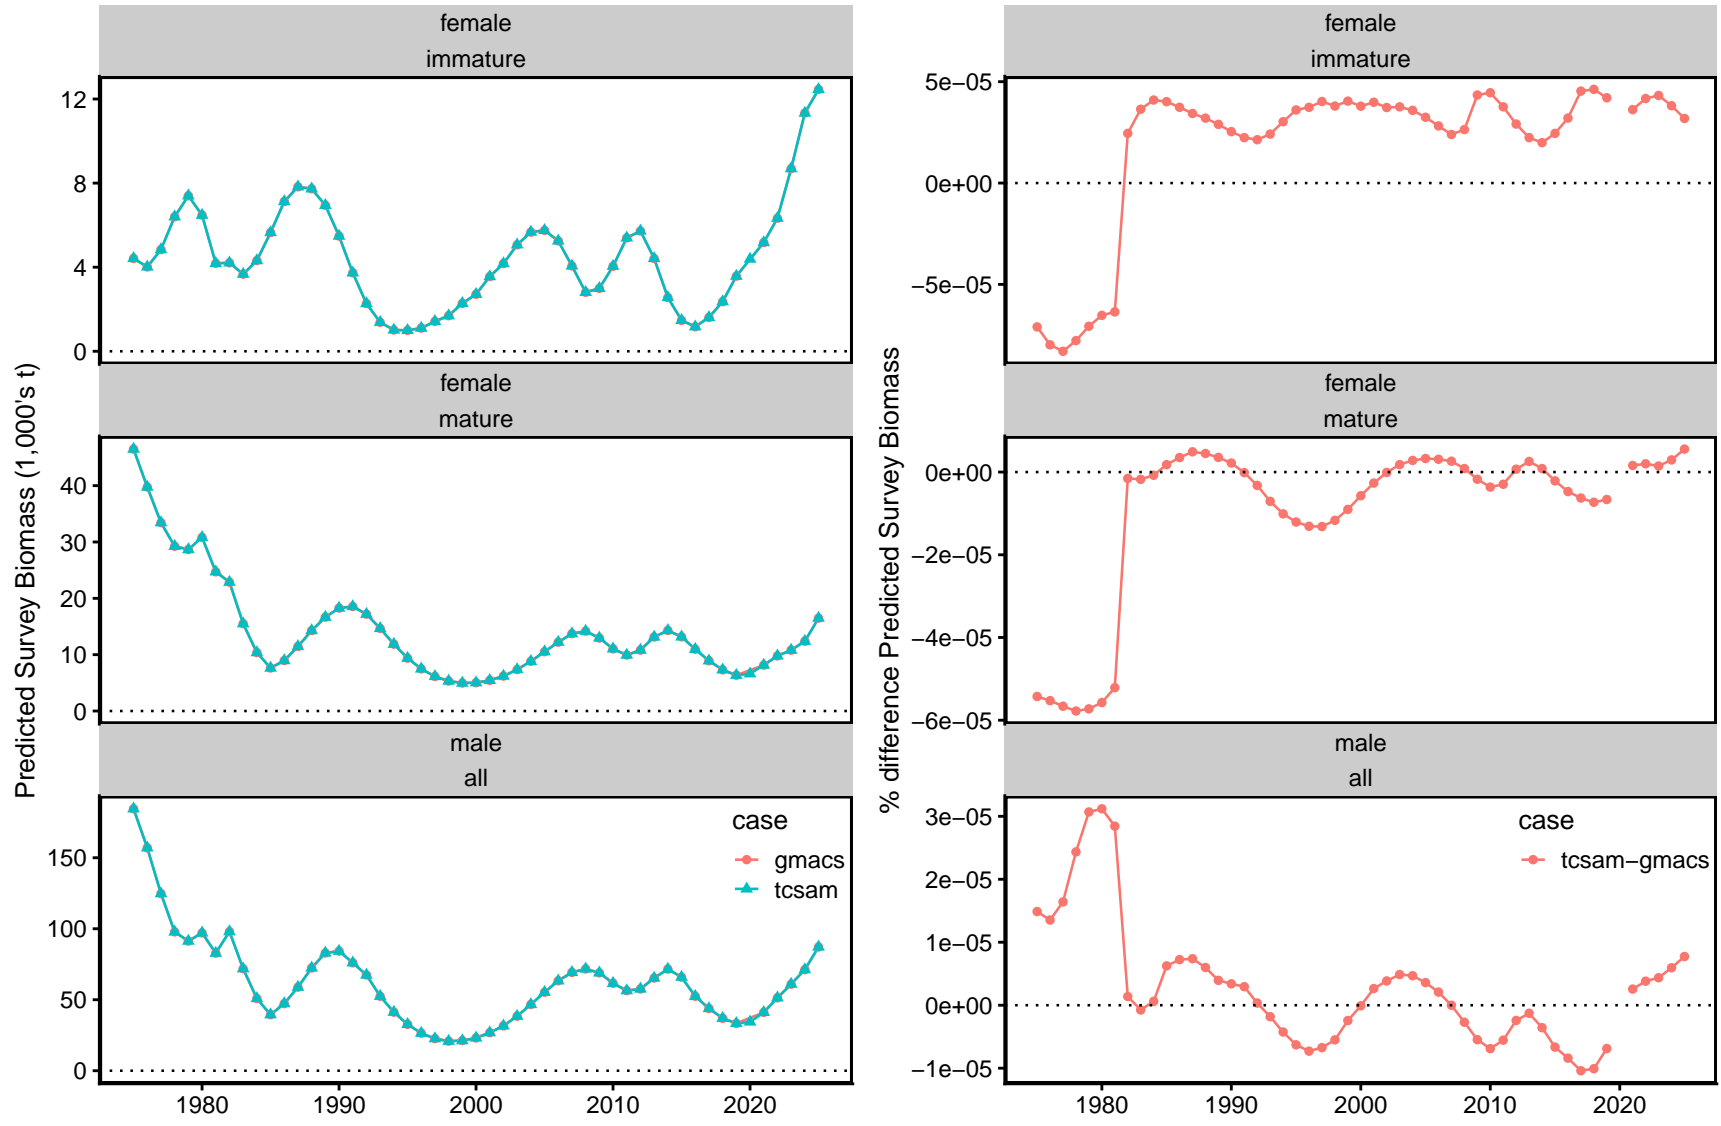 Predicted Survey Biomass (1,000's t)
female
immature
12
8
4
0
female
mature
40
30
20
10
0
male
all
150
100
50
0
case
gmacs
tcsam
1980
1990
2000
2010
2020
% difference Predicted Survey Biomass
female
immature
5e−05
0e+00
−5e−05
female
mature
0e+00
−2e−05
−4e−05
−6e−05
male
all
3e−05
2e−05
1e−05
0e+00
−1e−05
case
tcsam−gmacs
1980
1990
2000
2010
2020